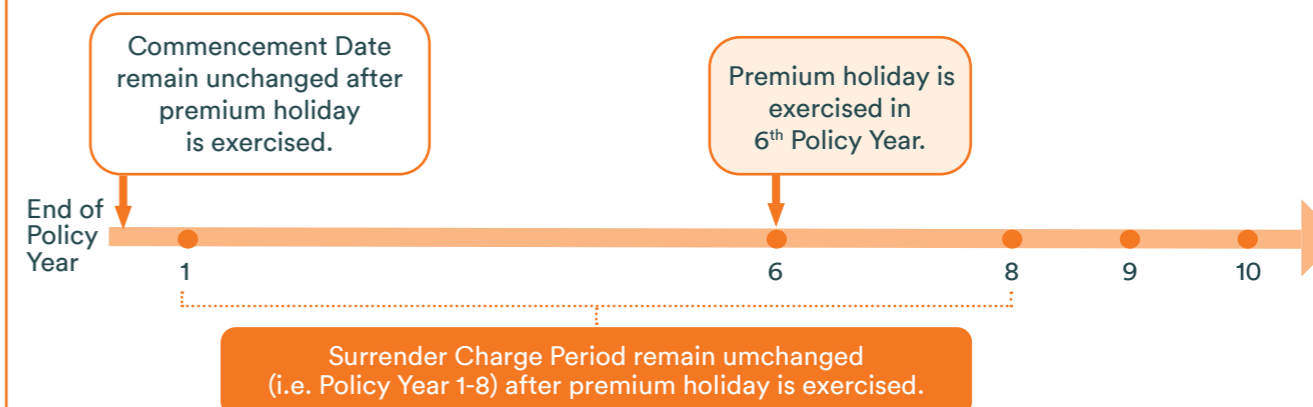 Commencement Date
remain unchanged after
premium holiday
is exercised.
Premium holiday is
exercised in
6th Policy Year.
End of
Policy
Year
1 6 8 9 10
Surrender Charge Period remain umchanged
(i.e. Policy Year 1-8) after premium holiday is exercised.